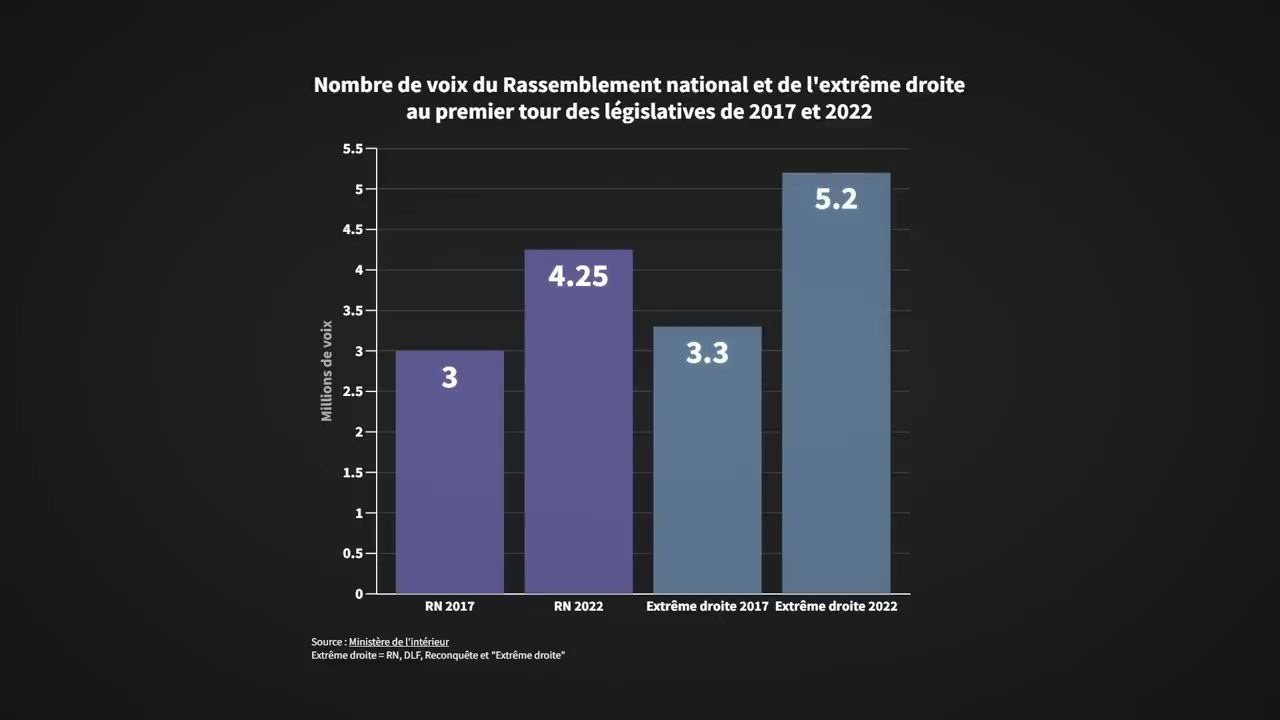 Nombre de voix du Rassemblement national et de l'extrême droite
au premier tour des législatives de 2017 et 2022
Millions de voix
5.5
5
4.5
4
3.5
3
2.5
2
1.5
1
0.5
0
3
4.25
3.3
5.2
RN 2017
RN 2022
Extrême droite 2017
Extrême droite 2022
Source : Ministère de l'intérieur
Extrême droite = RN, DLF, Reconquête et "Extrême droite"